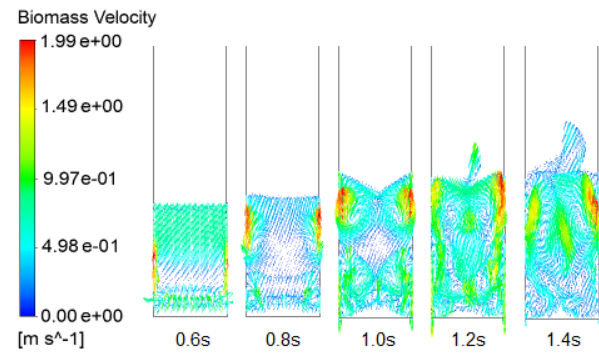 Biomass Velocity
1.99 e+00
1.49 e+00
9.97e-01
4.98 e-01
0.00 e+00
[m s^-1] 0.6s 0.8s 1.0s 1.2s 1.4s